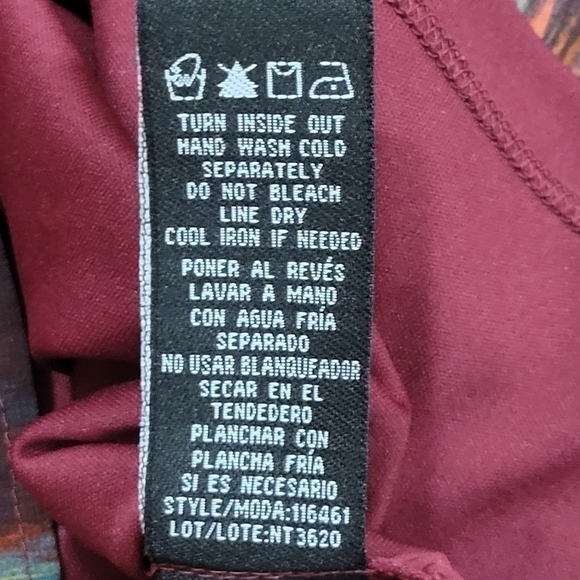 TURN INSIDE OUT
HAND WASH COLD
SEPARATELY
DO NOT BLEACH
LINE DRY
COOL IRON IF NEEDED
PONER AL REVÉS
LAVAR A MANO
CON AGUA FRÍA
SEPARADO
NO USAR BLANQUEADOR
SECAR EN EL
TENDEDERO
PLANCHAR CON
PLANCHA FRÍA
SI ES NECESARIO
STYLE/MODA:116461
LOT/LOTE:NT3620